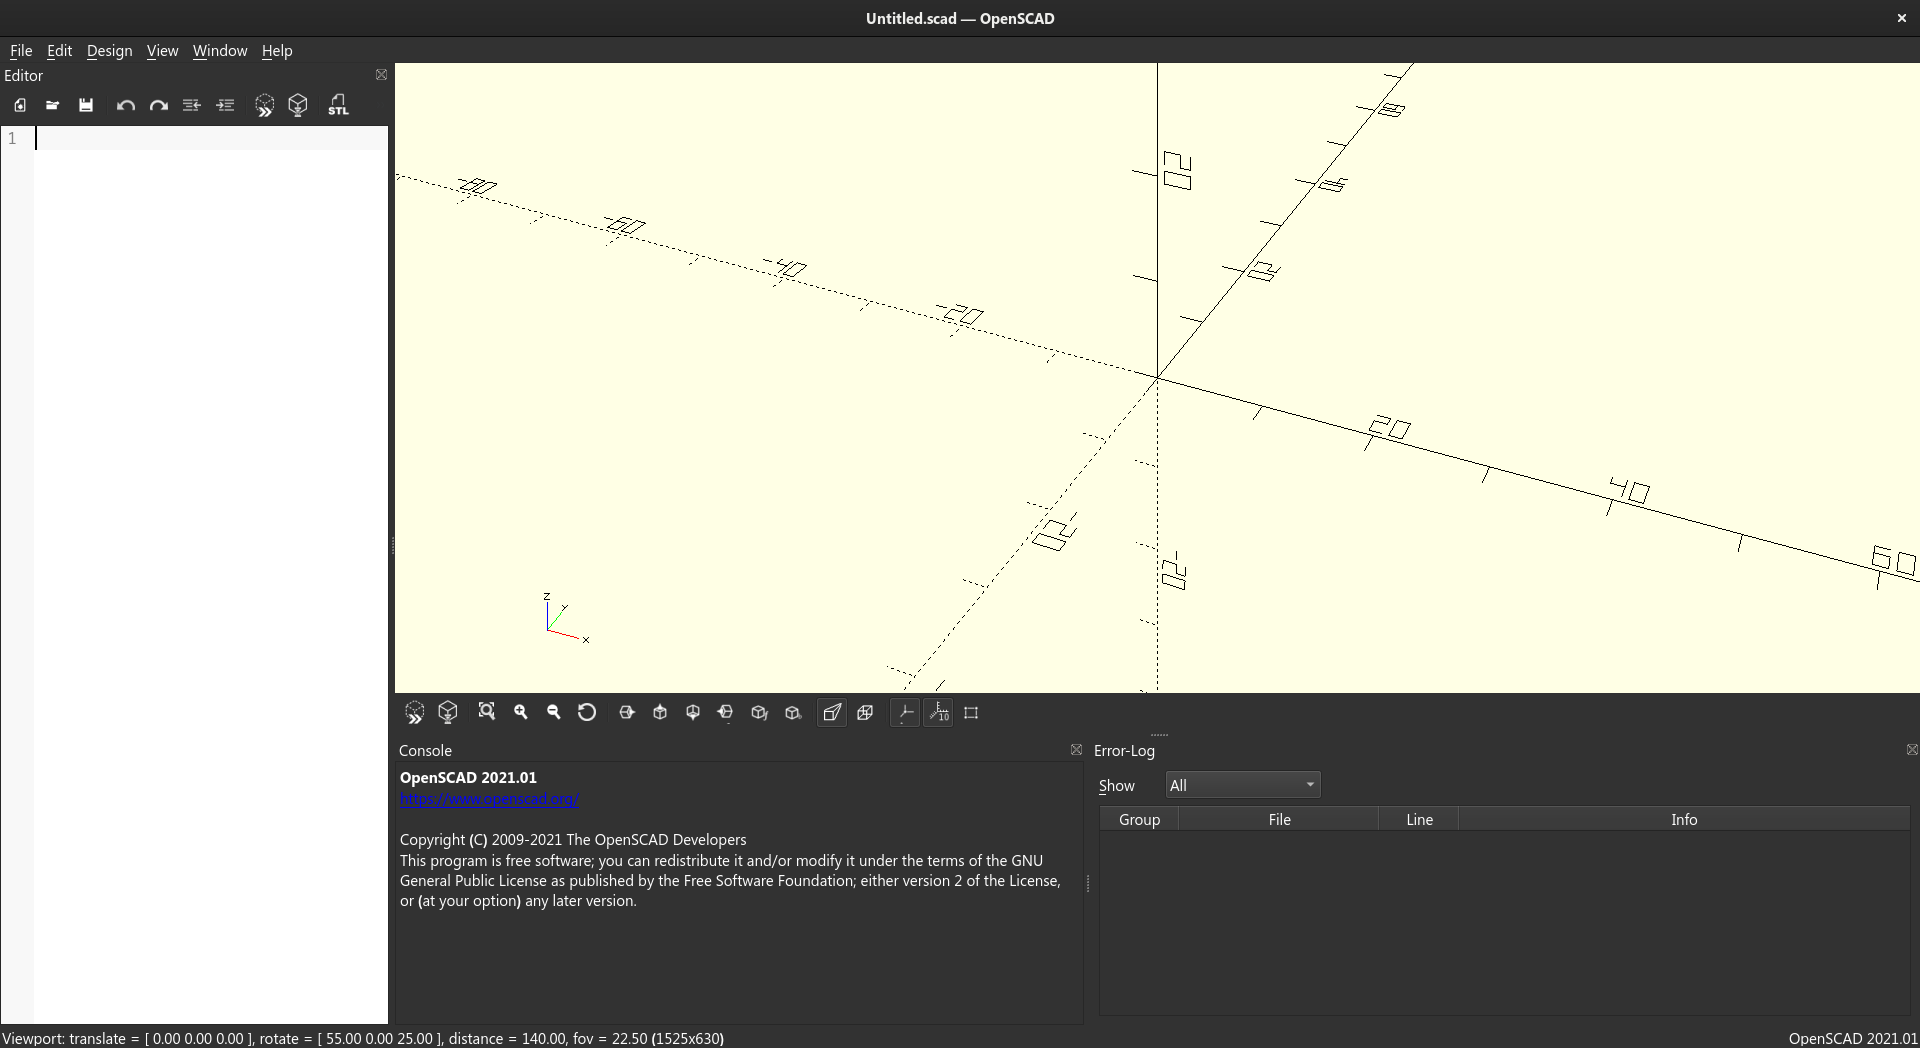 Untitled.scad — OpenSCAD
File Edit Design View Window Help
Editor
STL
1
20
-80
-60
-40
-20
20
20
40
60
-20
-20
Z
Y
X
10
Console
Error-Log
OpenSCAD 2021.01
https://www.openscad.org/
Copyright (C) 2009-2021 The OpenSCAD Developers
This program is free software; you can redistribute it and/or modify it under the terms of the GNU
General Public License as published by the Free Software Foundation; either version 2 of the License,
or (at your option) any later version.
Show All
Group File Line Info
Viewport: translate = [ 0.00 0.00 0.00 ], rotate = [ 55.00 0.00 25.00 ], distance = 140.00, fov = 22.50 (1525x630)
OpenSCAD 2021.01